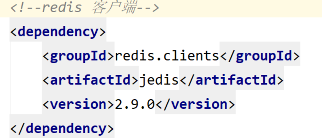 <!--redis 客户端-->
<dependency>
    <groupId>redis.clients</groupId>
    <artifactId>jedis</artifactId>
    <version>2.9.0</version>
</dependency>